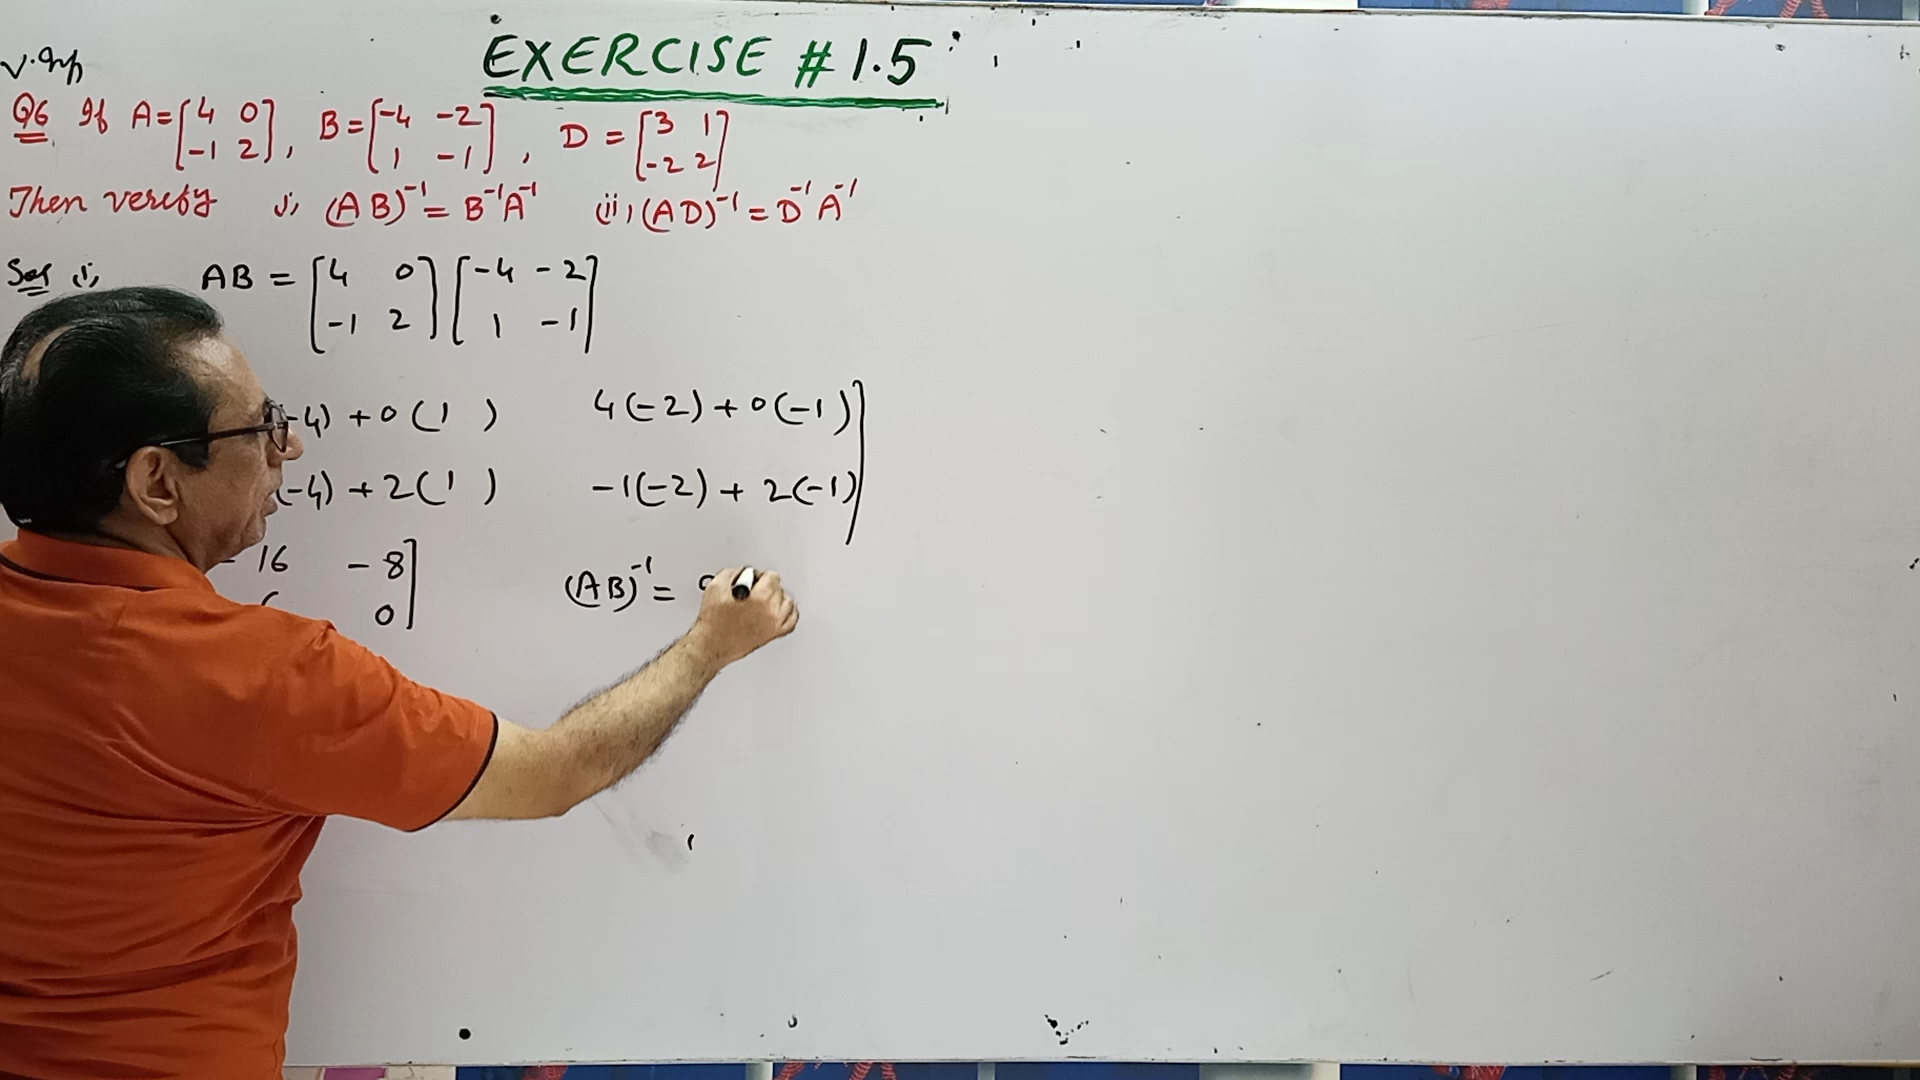 EXERCISE # 1.5
V. Imp
Q6 If A = [4 0 -1 2], B = [-4 -2 1 -1], D = [3 1 -2 2]
Then verify i, (AB)⁻¹ = B⁻¹A⁻¹ (ii) (AD)⁻¹ = D⁻¹A⁻¹
Sol i, AB = [4 0 -1 2] [-4 -2 1 -1]
-4) + 0(1) 4(-2) + 0(-1)]
(-4) + 2(1) -1(-2) + 2(-1)]
- 16 - 8]
0] (AB)⁻¹ =